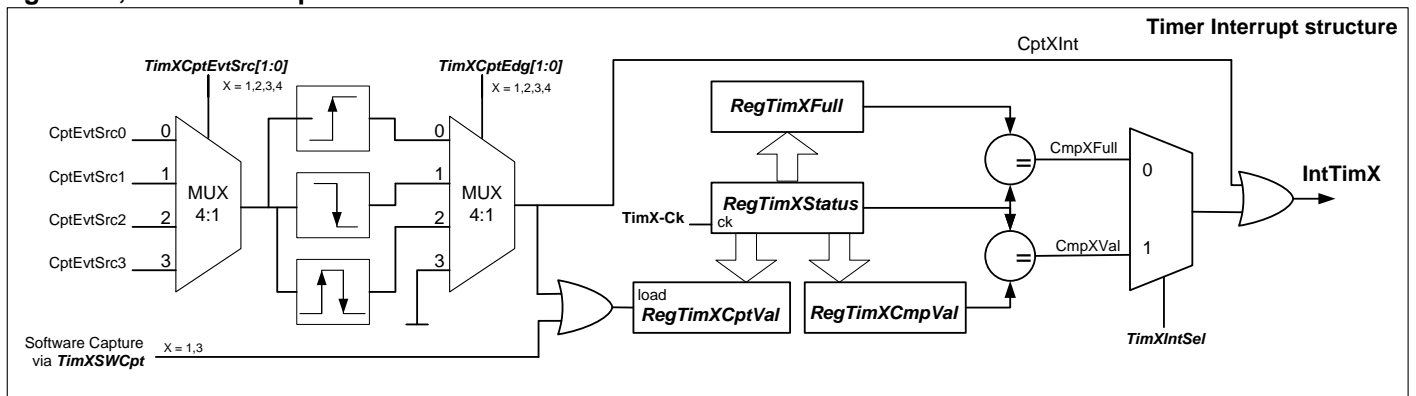 Timer Interrupt structure
CptXInt
TimXCptEvtSrc[1:0]
X = 1,2,3,4
TimXCptEdg[1:0]
X = 1,2,3,4
CptEvtSrc0
0
CptEvtSrc1
1
CptEvtSrc2
2
CptEvtSrc3
3
MUX
4:1
0
1
2
3
MUX
4:1
RegTimXFull
RegTimXStatus
TimX-Ck
ck
load
RegTimXCptVal
RegTimXCmpVal
=
CmpXFull
=
CmpXVal
0
1
TimXIntSel
IntTimX
Software Capture
via TimXSWCpt
X = 1,3